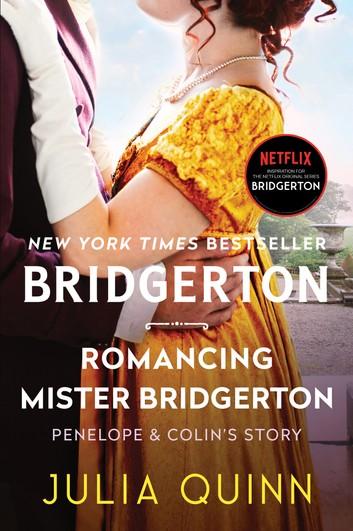 NETFLIX
INSPIRATION FOR
THE NETFLIX ORIGINAL SERIES
BRIDGERTON
NEW YORK TIMES BESTSELLER
BRIDGERTON
ROMANCING
MISTER BRIDGERTON
PENELOPE & COLIN'S STORY
JULIA QUINN